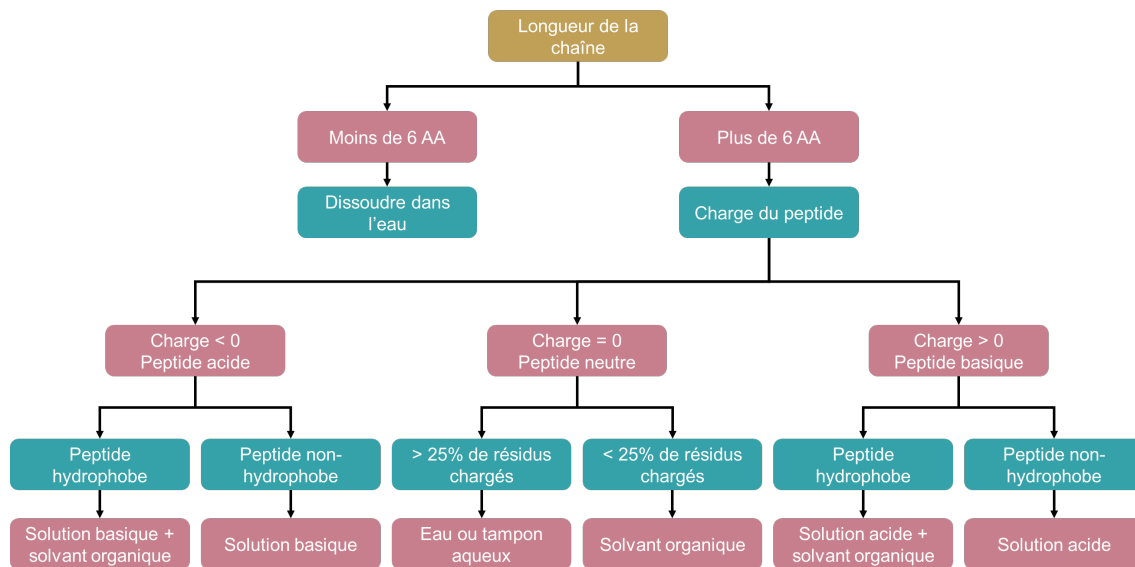 Longueur de la
chaîne
Moins de 6 AA
Plus de 6 AA
Dissoudre dans
l’eau
Charge du peptide
Charge < 0
Peptide acide
Charge = 0
Peptide neutre
Charge > 0
Peptide basique
Peptide
hydrophobe
Peptide non-
hydrophobe
> 25% de résidus
chargés
< 25% de résidus
chargés
Peptide
hydrophobe
Peptide non-
hydrophobe
Solution basique +
solvant organique
Solution basique
Eau ou tampon
aqueux
Solvant organique
Solution acide +
solvant organique
Solution acide